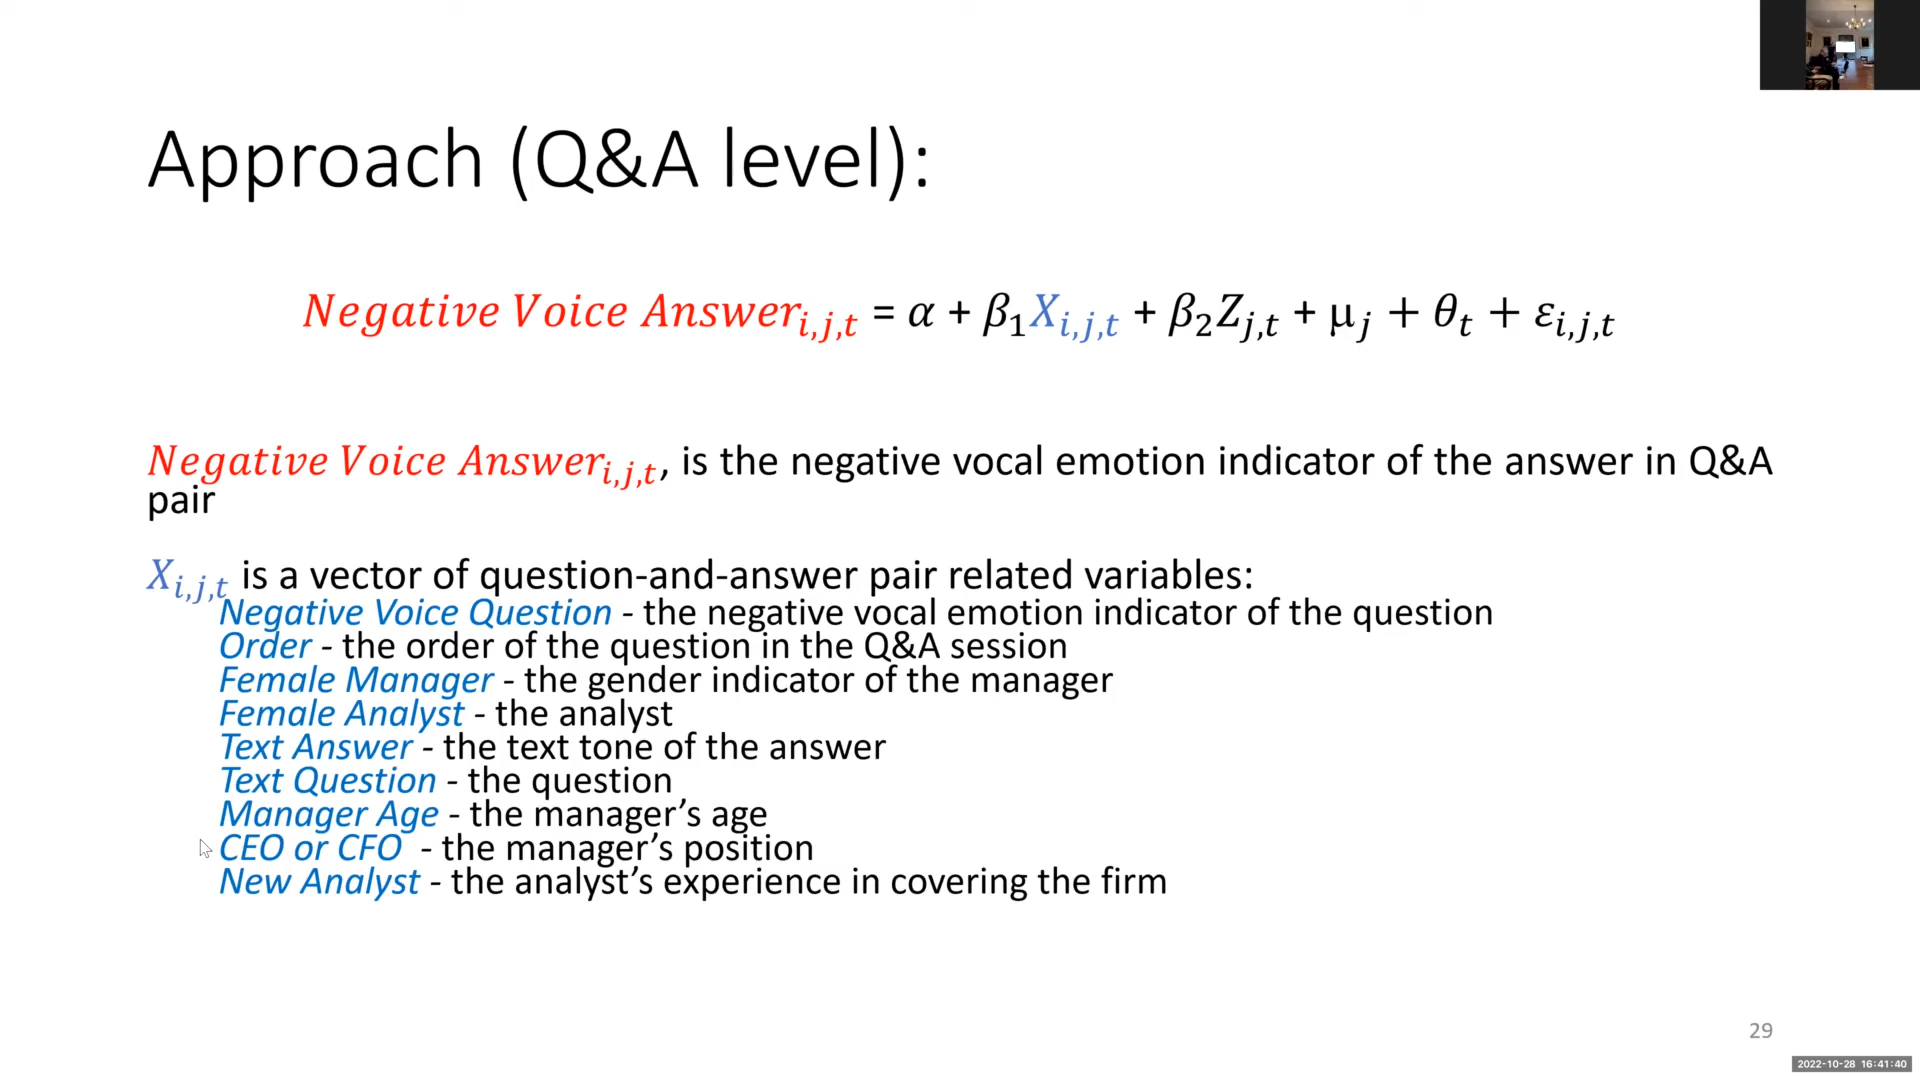 Approach (Q&A level):
Negative Voice Answer_{i,j,t} = α + β_1X_{i,j,t} + β_2Z_{j,t} + μ_j + θ_t + ε_{i,j,t}
Negative Voice Answer_{i,j,t}, is the negative vocal emotion indicator of the answer in Q&A
pair
X_{i,j,t} is a vector of question-and-answer pair related variables:
Negative Voice Question - the negative vocal emotion indicator of the question
Order - the order of the question in the Q&A session
Female Manager - the gender indicator of the manager
Female Analyst - the analyst
Text Answer - the text tone of the answer
Text Question - the question
Manager Age - the manager’s age
CEO or CFO - the manager’s position
New Analyst - the analyst’s experience in covering the firm
29
2022-10-28 16:41:40